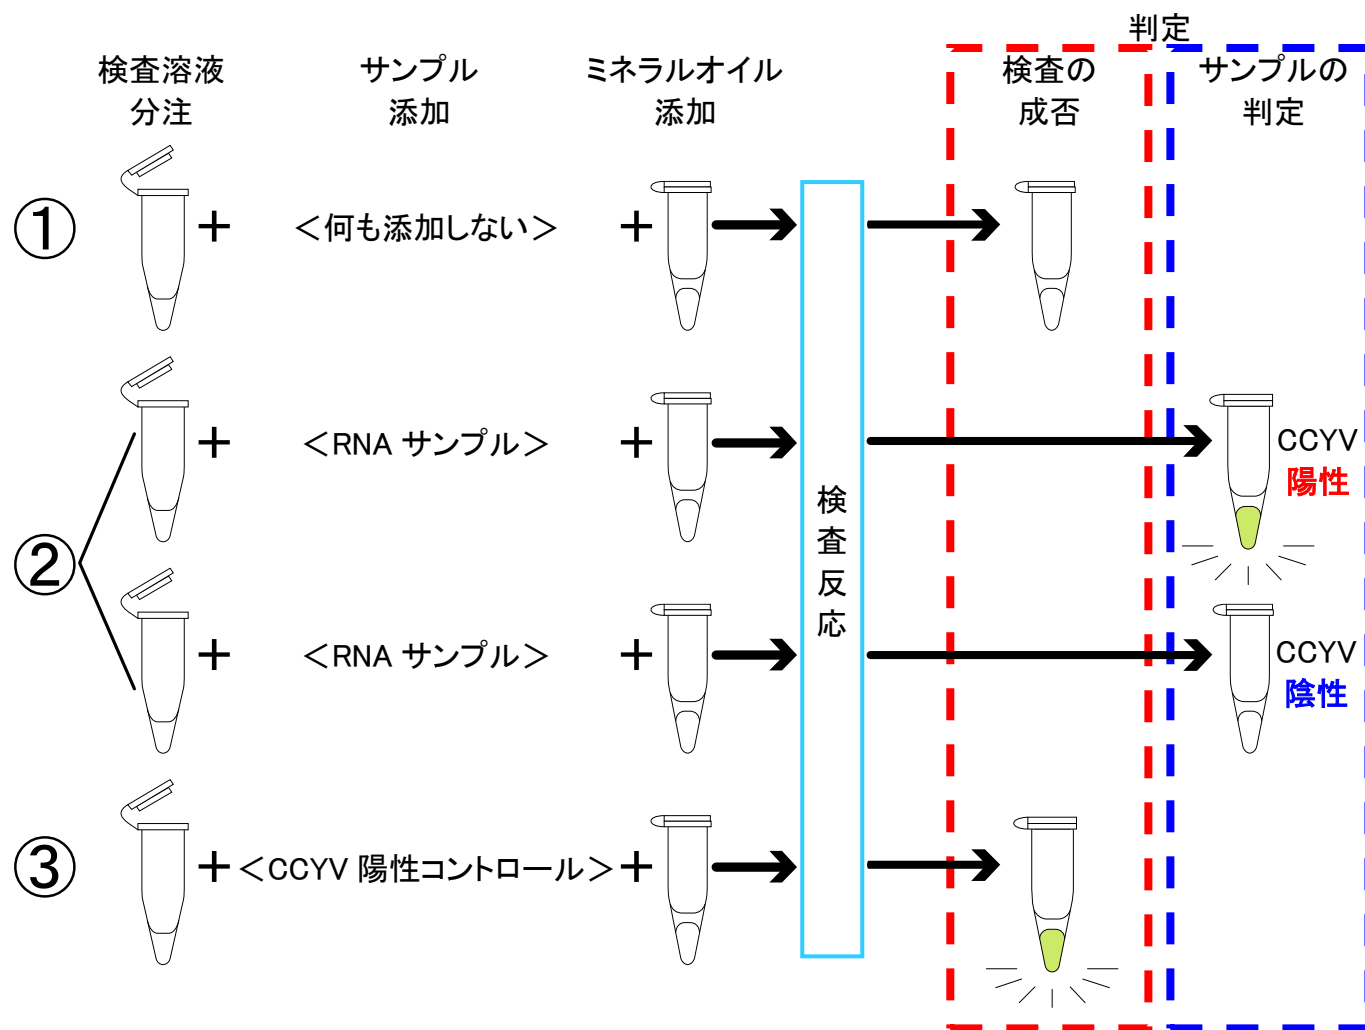 判定
検査溶液
分注
サンプル
添加
ミネラルオイル
添加
検査の
成否
サンプルの
判定
① + <何も添加しない> +
② + <RNA サンプル> + CCYV
陽性
+ <RNA サンプル> + CCYV
陰性
検査反応
③ + <CCYV 陽性コントロール> +